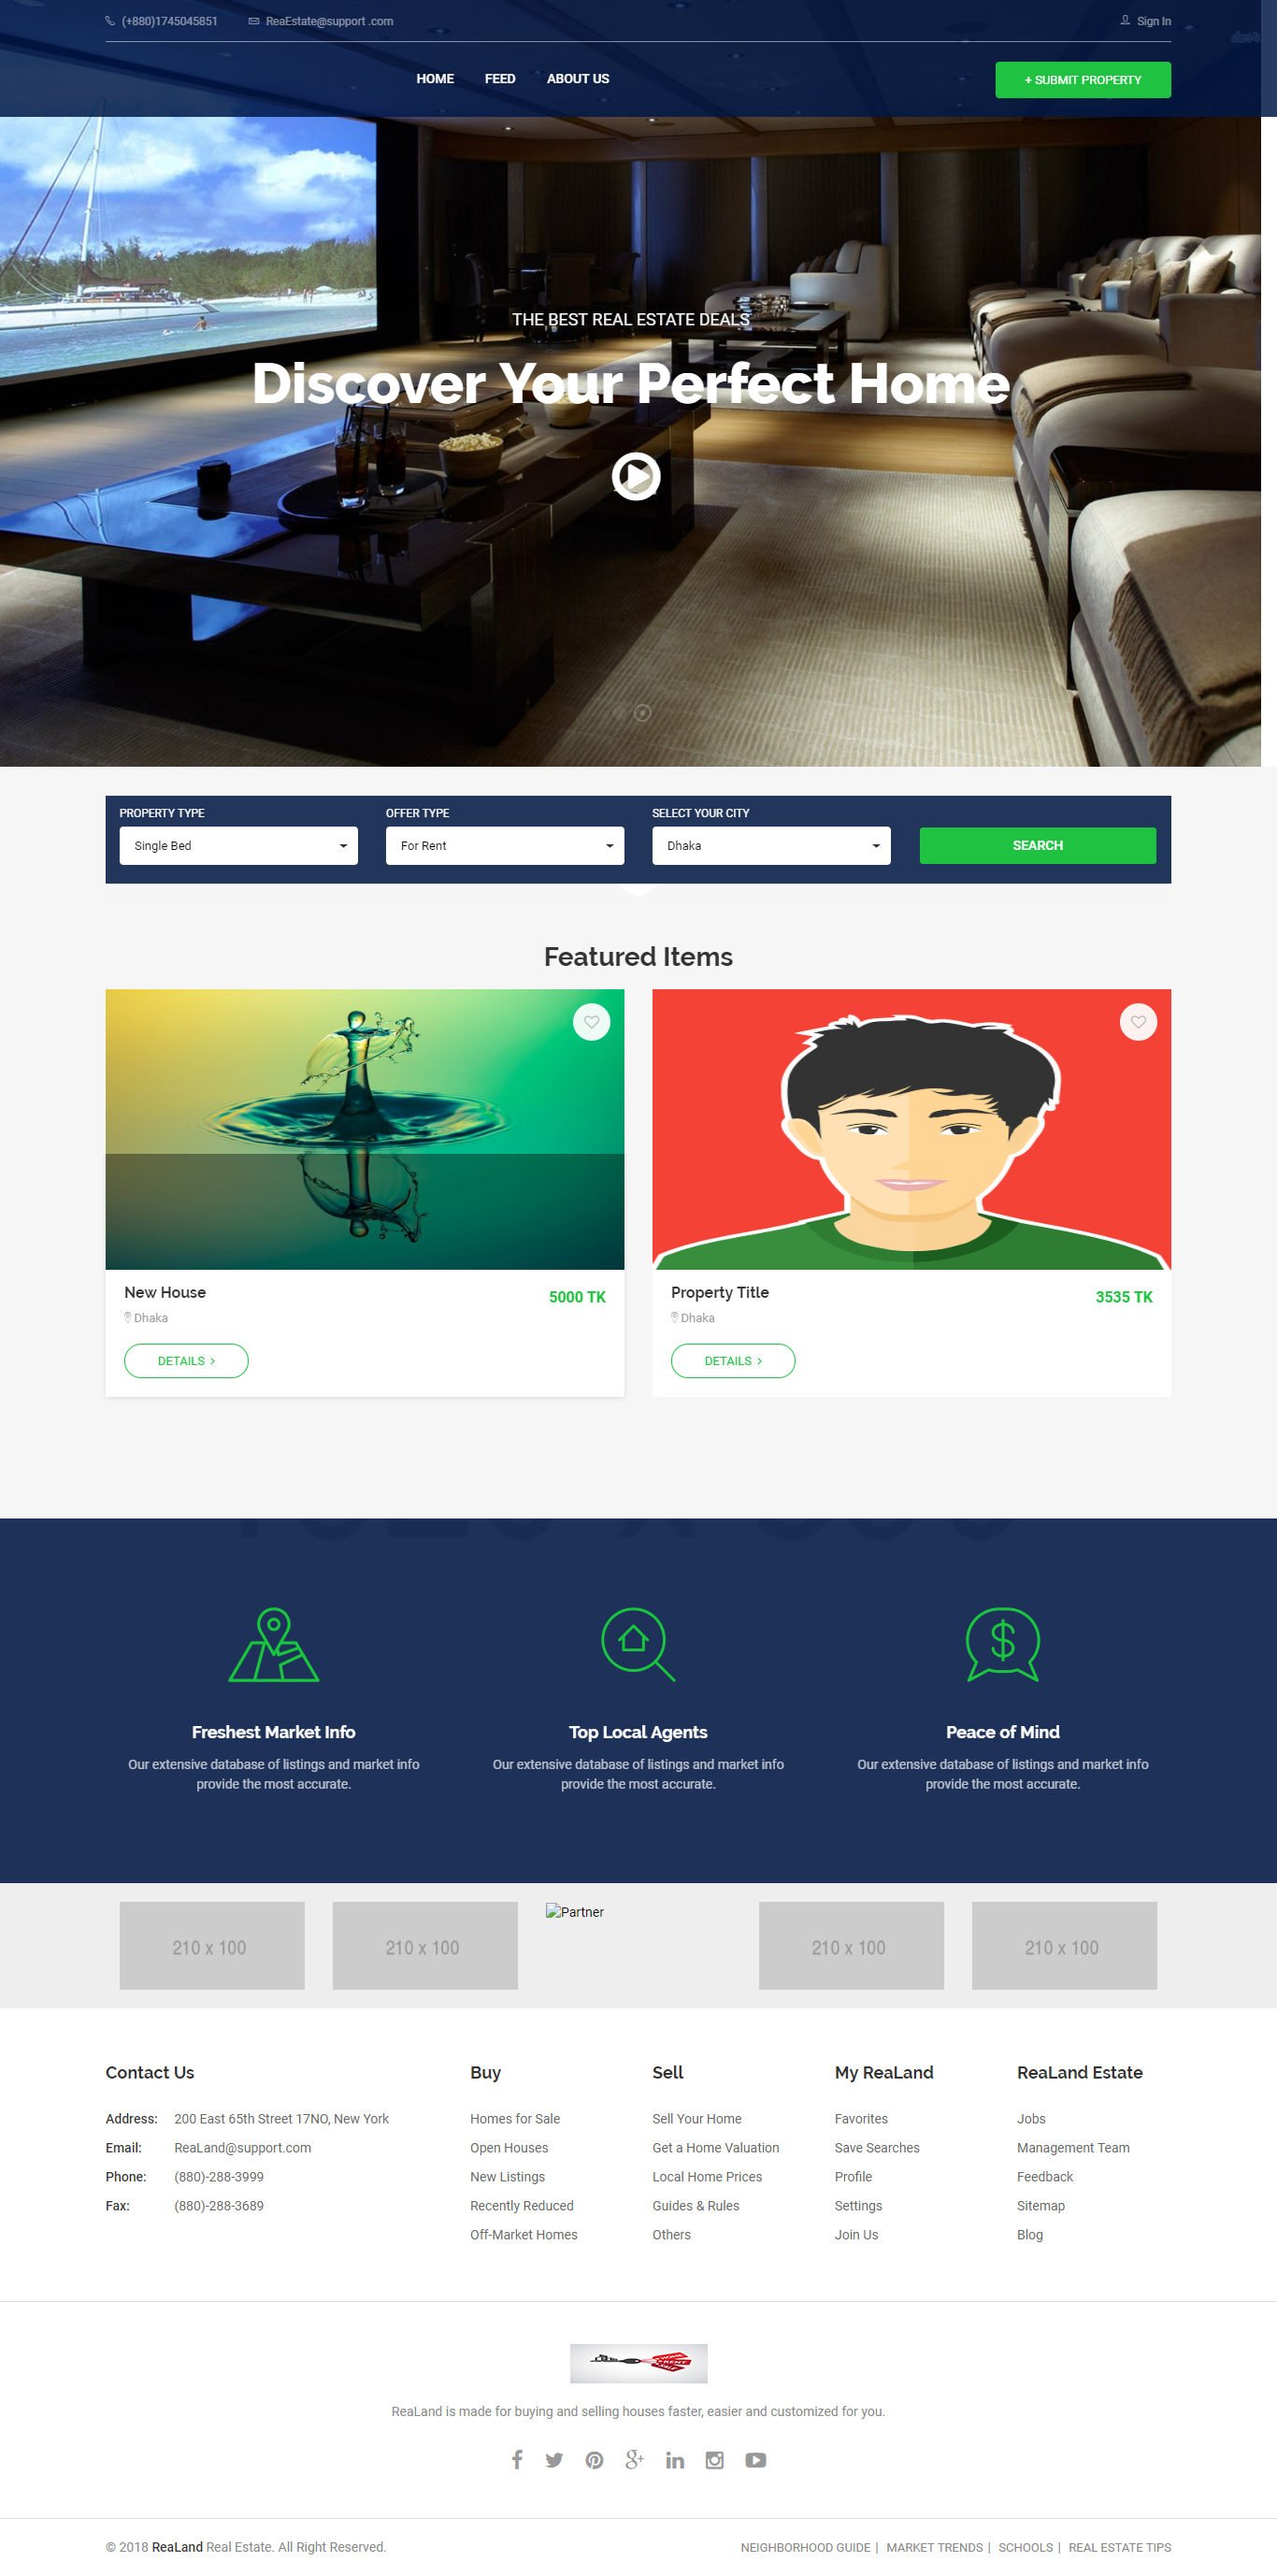 (+880)1745045851
ReaEstate@support .com
Sign In
HOME
FEED
ABOUT US
+ SUBMIT PROPERTY
THE BEST REAL ESTATE DEALS
Discover Your Perfect Home
PROPERTY TYPE
OFFER TYPE
SELECT YOUR CITY
Single Bed
For Rent
Dhaka
SEARCH
Featured Items
New House
5000 TK
Dhaka
DETAILS
Property Title
3535 TK
Dhaka
DETAILS
Freshest Market Info
Our extensive database of listings and market info
provide the most accurate.
Top Local Agents
Our extensive database of listings and market info
provide the most accurate.
Peace of Mind
Our extensive database of listings and market info
provide the most accurate.
210 x 100
210 x 100
Partner
210 x 100
210 x 100
Contact Us
Address: 200 East 65th Street 17NO, New York
Email: ReaLand@support.com
Phone: (880)-288-3999
Fax: (880)-288-3689
Buy
Homes for Sale
Open Houses
New Listings
Recently Reduced
Off-Market Homes
Sell
Sell Your Home
Get a Home Valuation
Local Home Prices
Guides & Rules
Others
My ReaLand
Favorites
Save Searches
Profile
Settings
Join Us
ReaLand Estate
Jobs
Management Team
Feedback
Sitemap
Blog
ReaLand is made for buying and selling houses faster, easier and customized for you.
© 2018 ReaLand Real Estate. All Right Reserved.
NEIGHBORHOOD GUIDE | MARKET TRENDS | SCHOOLS | REAL ESTATE TIPS